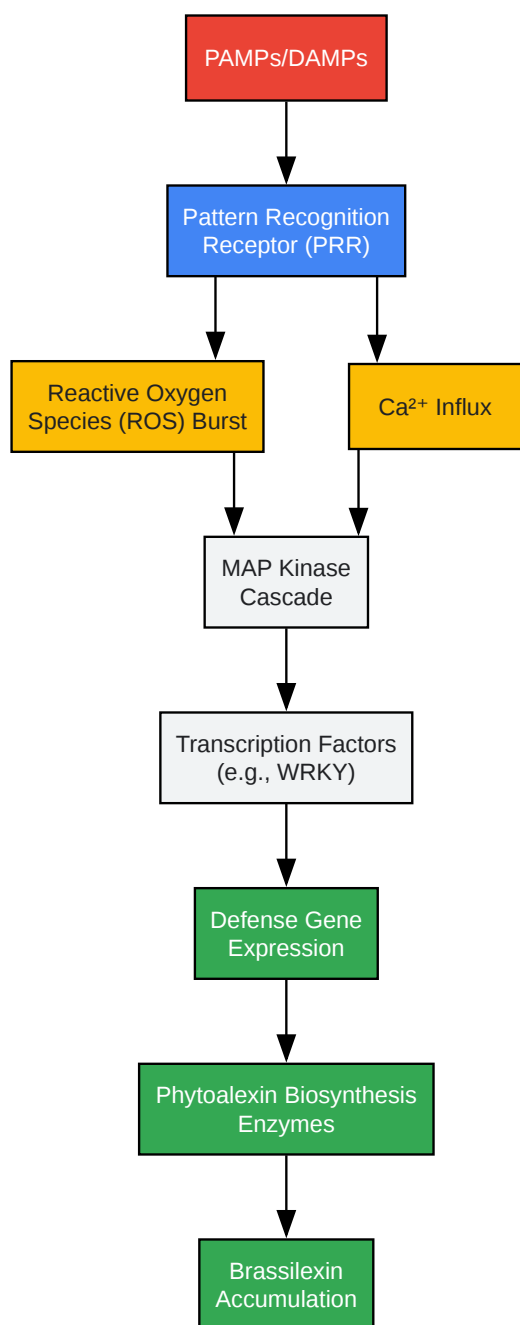 PAMPs/DAMPs
Pattern Recognition
Receptor (PRR)
Reactive Oxygen
Species (ROS) Burst
Ca²⁺ Influx
MAP Kinase
Cascade
Transcription Factors
(e.g., WRKY)
Defense Gene
Expression
Phytoalexin Biosynthesis
Enzymes
Brassilexin
Accumulation